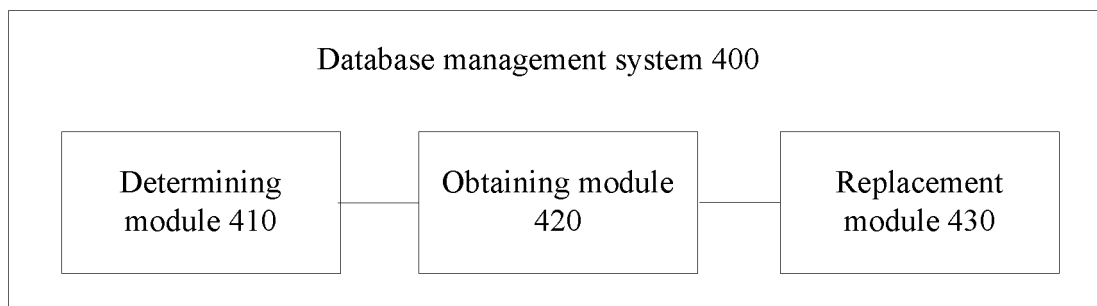 Database management system 400
Determining
module 410
Obtaining module
420
Replacement
module 430